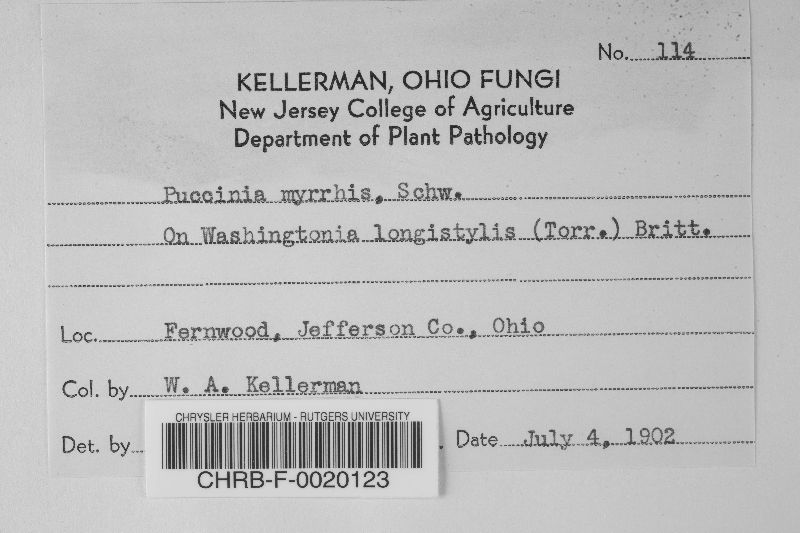 No. 114
KELLERMAN, OHIO FUNGI
New Jersey College of Agriculture
Department of Plant Pathology
Puccinia myrrhis, Schw.
On Washingtonia longistylis (Torr.) Britt.
Loc. Fernwood, Jefferson Co., Ohio
Col. by W. A. Kellerman
Det. by Date July 4, 1902
CHRYSLER HERBARIUM - RUTGERS UNIVERSITY
CHRB-F-0020123